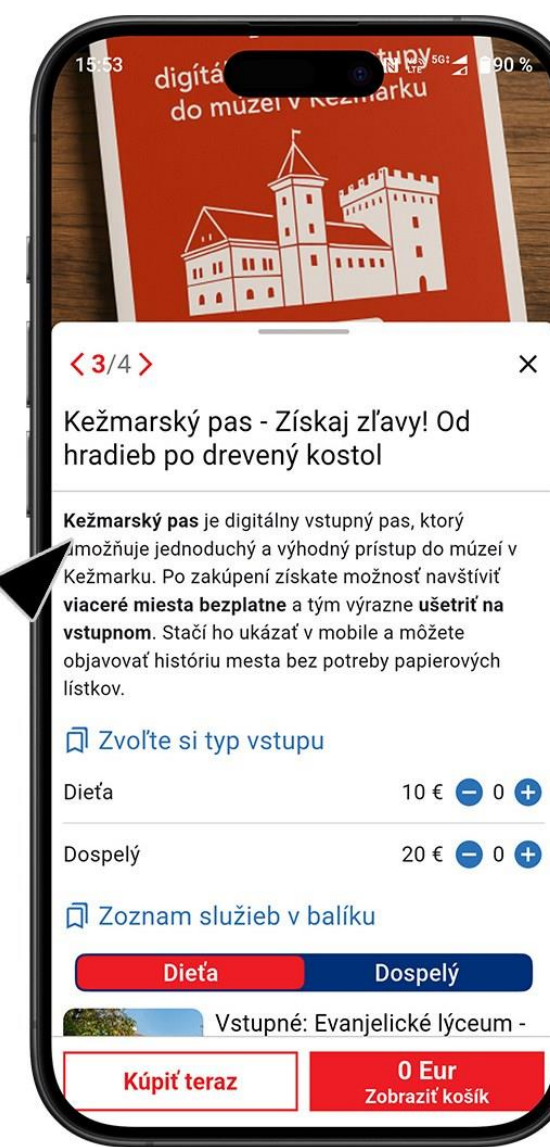 15:53
5G
LTE
90 %
do múzeí v Kežmarku
3/4
Kežmarský pas - Získaj zľavy! Od
hradieb po drevený kostol
Kežmarský pas je digitálny vstupný pas, ktorý
umožňuje jednoduchý a výhodný prístup do múzeí v
Kežmarku. Po zakúpení získate možnosť navštíviť
viaceré miesta bezplatne a tým výrazne ušetriť na
vstupnom. Stačí ho ukázať v mobile a môžete
objavovať históriu mesta bez potreby papierových
lístkov.
Zvoľte si typ vstupu
Dieťa 10 € 0
Dospelý 20 € 0
Zoznam služieb v balíku
Dieťa Dospelý
Vstupné: Evanjelické lýceum -
Kúpiť teraz
0 Eur
Zobraziť košík